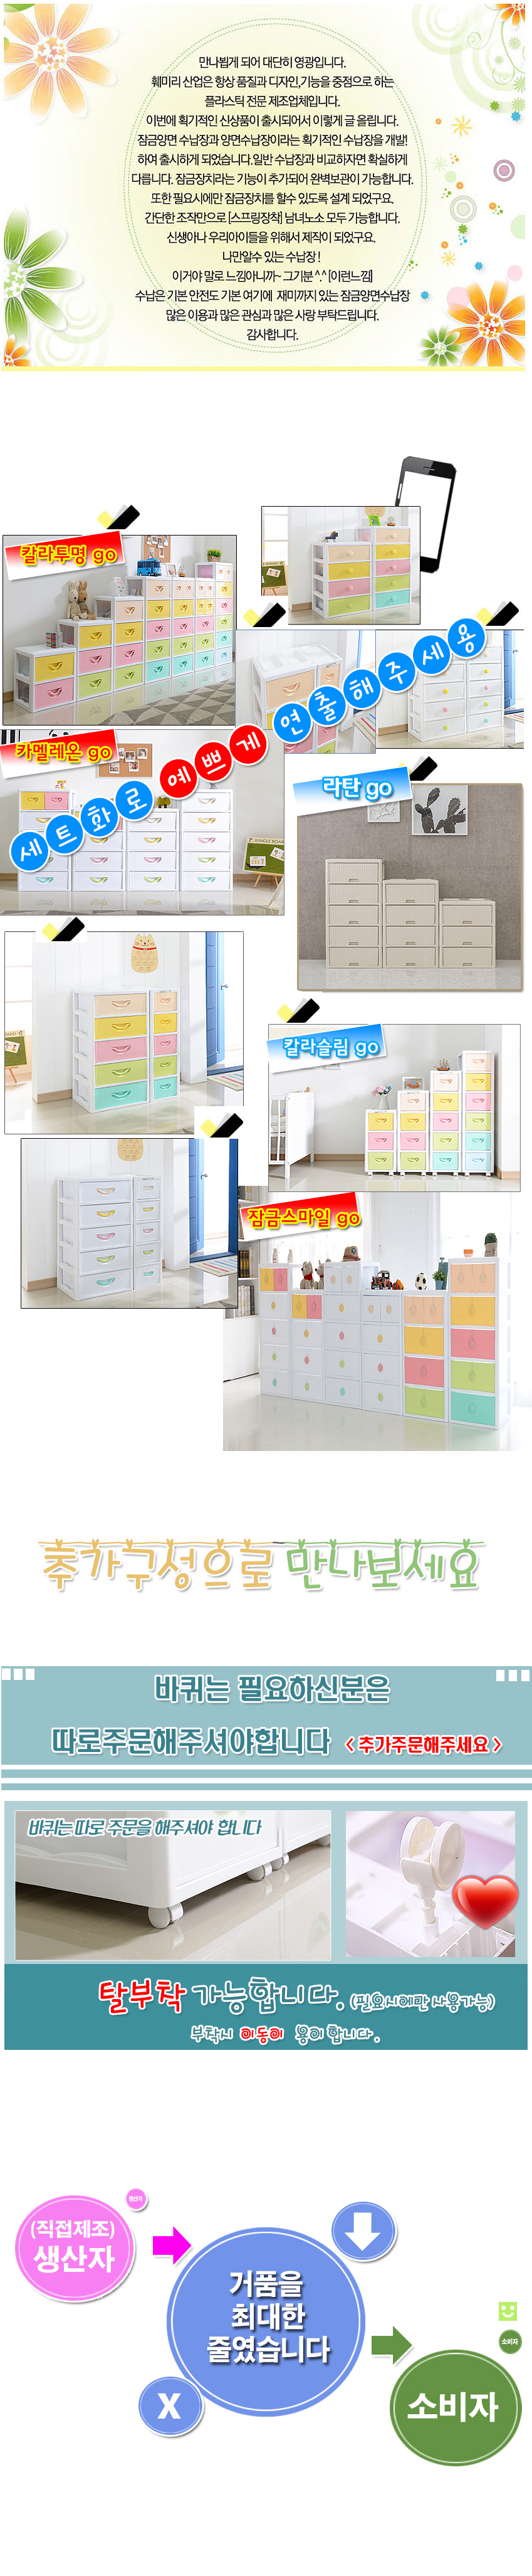 만나뵙게 되어 대단히 영광입니다.
훼미리 산업은 항상 품질과 디자인,기능을 중점으로 하는
플라스틱 전문 제조업체입니다.
이번에 획기적인 신상품이 출시되어서 이렇게 글 올립니다.
잠금양면 수납장과 양면수납장이라는 획기적인 수납장을 개발!
하여 출시하게 되었습니다.일반 수납장과 비교하자면 확실하게
다릅니다. 잠금장치라는 기능이 추가되어 완벽보관이 가능합니다.
또한 필요시에만 잠금장치를 할수 있도록 설계 되었구요.
간단한 조작만으로 [스프링장착] 남녀노소 모두 가능합니다.
신생아나 우리아이들을 위해서 제작이 되었구요.
나만알수 있는 수납장 !
이거야 말로 느낌아니까~ 그기분 ^.^ [이런느낌]
수납은 기본 안전도 기본 여기에 재미까지 있는 잠금양면수납장
많은 이용과 많은 관심과 많은 사랑 부탁드립니다.
감사합니다.
칼라투명 go
카멜레온 go
세트화로 예쁘게 연출해주세용
라탄 go
칼라슬림 go
잠금스마일 go
추가구성으로 만나보세요
바퀴는 필요하신분은
따로주문해주셔야합니다 < 추가주문해주세요 >
바퀴는 따로 주문을 해주셔야 합니다
탈부착 가능합니다. (필요시에만 사용가능)
부착시 이동이 용이 합니다.
생산자
(직접제조)
생산자
거품을
최대한
줄였습니다
X
소비자
소비자